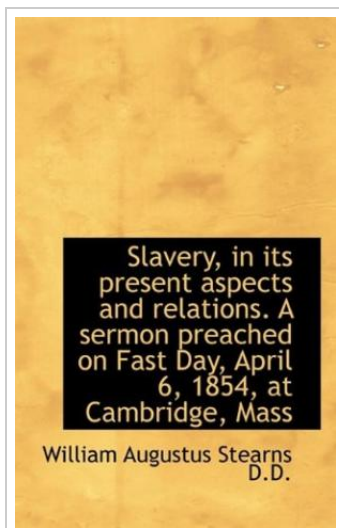 Slavery, in its
present aspects
and relations. A
sermon preached
on Fast Day, April
6, 1854, at
Cambridge, Mass
William Augustus Stearns
D.D.